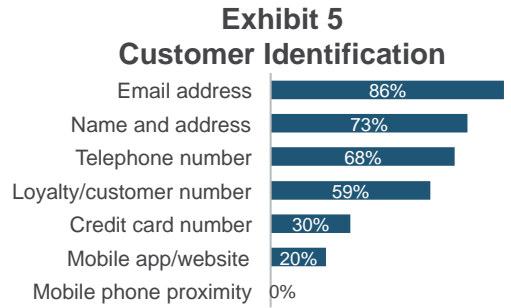 Exhibit 5
Customer Identification
Email address 86%
Name and address 73%
Telephone number 68%
Loyalty/customer number 59%
Credit card number 30%
Mobile app/website 20%
Mobile phone proximity 0%